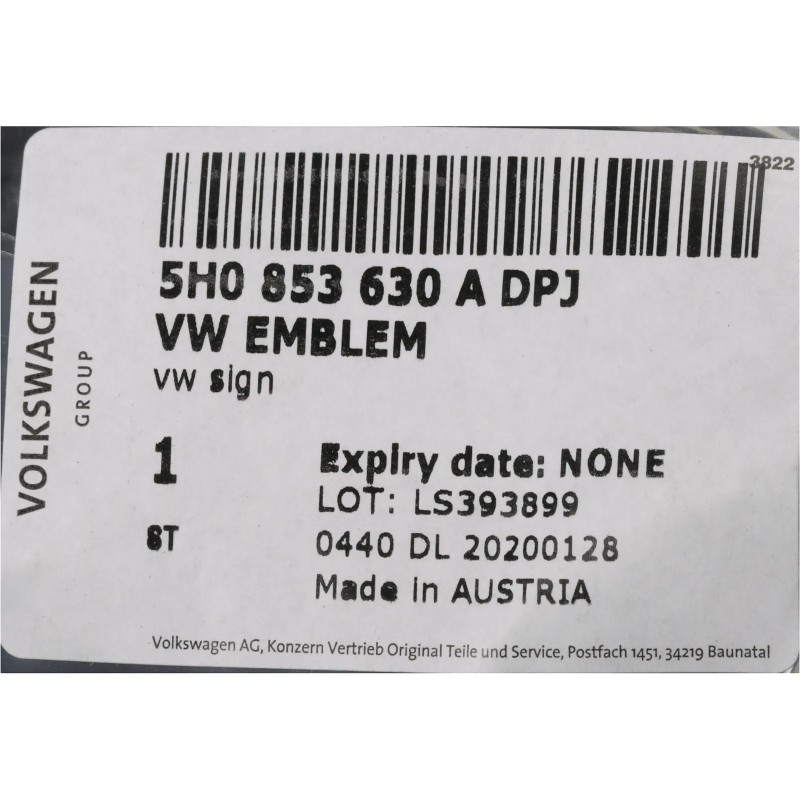 3822
5H0 853 630 A DPJ
VW EMBLEM
vw sign
VOLKSWAGEN
GROUP
1
ST
Expiry date: NONE
LOT: LS393899
0440 DL 20200128
Made in AUSTRIA
Volkswagen AG, Konzern Vertrieb Original Teile und Service, Postfach 1451, 34219 Baunatal